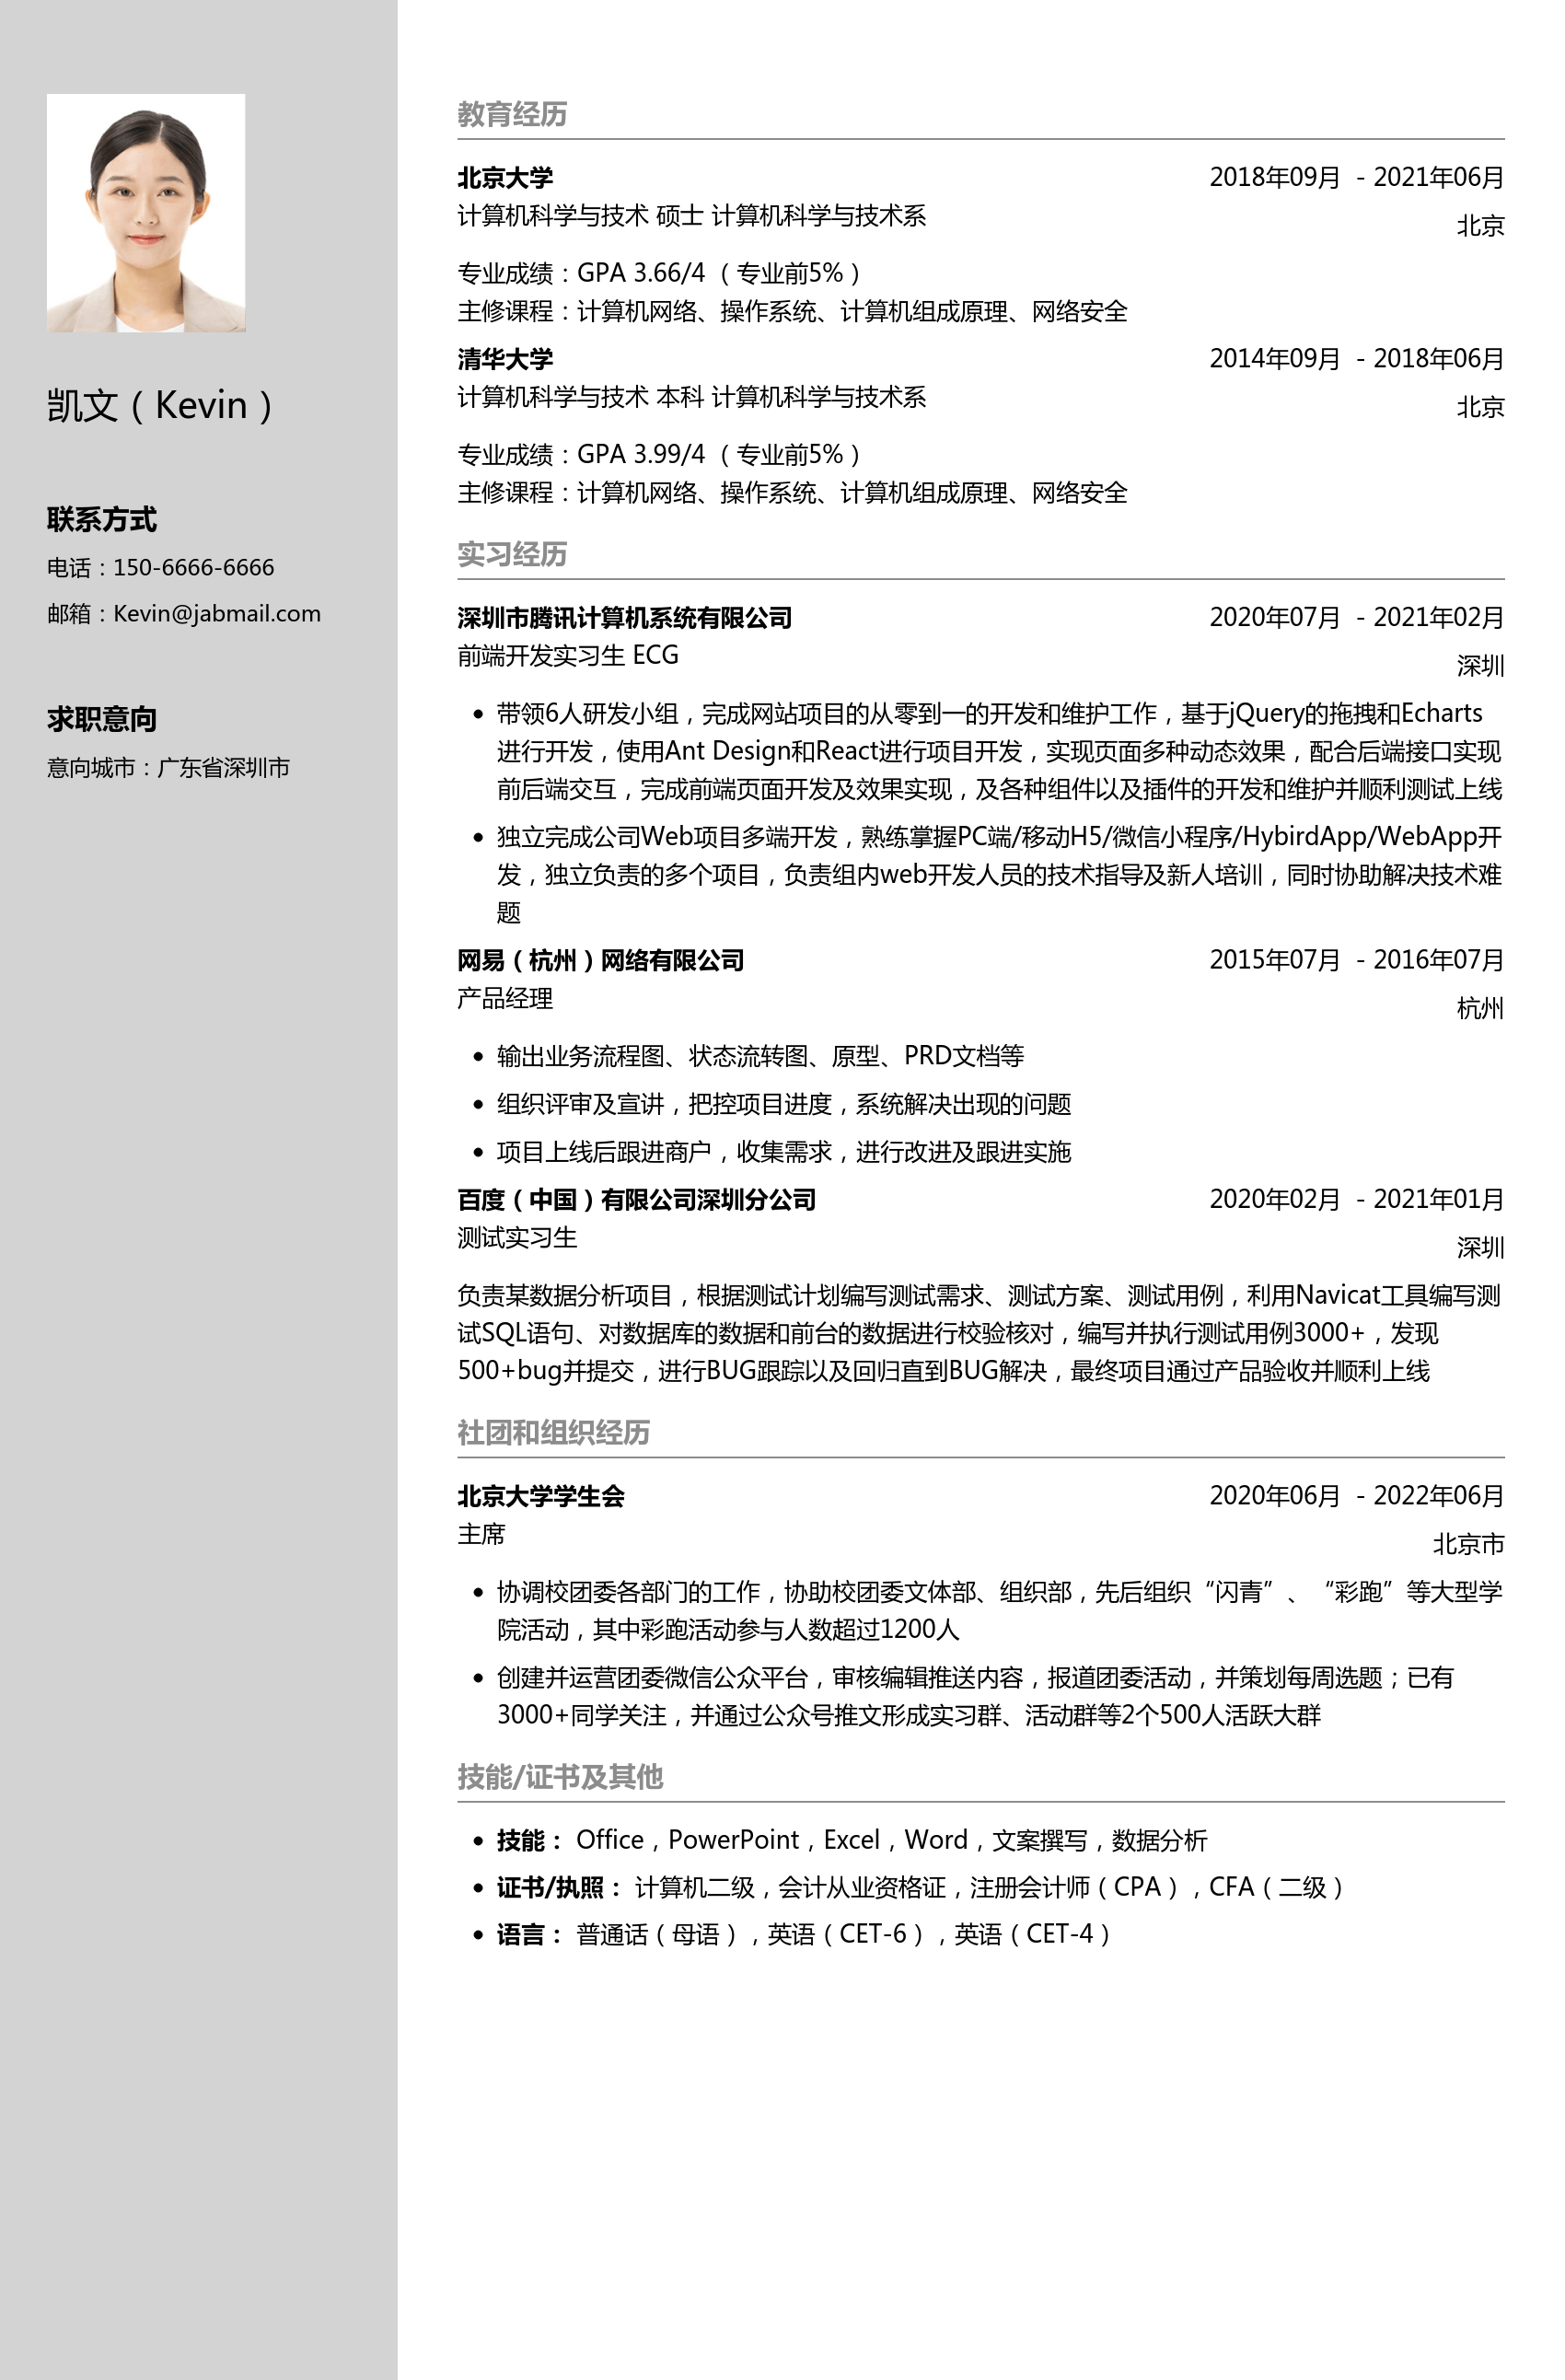 凯文（Kevin）
联系方式
电话：150-6666-6666
邮箱：Kevin@jabmail.com
求职意向
意向城市：广东省深圳市
教育经历
北京大学 2018年09月 - 2021年06月
计算机科学与技术 硕士 计算机科学与技术系 北京
专业成绩：GPA 3.66/4 （专业前5%）
主修课程：计算机网络、操作系统、计算机组成原理、网络安全
清华大学 2014年09月 - 2018年06月
计算机科学与技术 本科 计算机科学与技术系 北京
专业成绩：GPA 3.99/4 （专业前5%）
主修课程：计算机网络、操作系统、计算机组成原理、网络安全
实习经历
深圳市腾讯计算机系统有限公司 2020年07月 - 2021年02月
前端开发实习生 ECG 深圳
• 带领6人研发小组，完成网站项目的从零到一的开发和维护工作，基于jQuery的拖拽和Echarts
进行开发，使用Ant Design和React进行项目开发，实现页面多种动态效果，配合后端接口实现
前后端交互，完成前端页面开发及效果实现，及各种组件以及插件的开发和维护并顺利测试上线
• 独立完成公司Web项目多端开发，熟练掌握PC端/移动H5/微信小程序/HybirdApp/WebApp开
发，独立负责的多个项目，负责组内web开发人员的技术指导及新人培训，同时协助解决技术难
题
网易（杭州）网络有限公司 2015年07月 - 2016年07月
产品经理 杭州
• 输出业务流程图、状态流转图、原型、PRD文档等
• 组织评审及宣讲，把控项目进度，系统解决出现的问题
• 项目上线后跟进商户，收集需求，进行改进及跟进实施
百度（中国）有限公司深圳分公司 2020年02月 - 2021年01月
测试实习生 深圳
负责某数据分析项目，根据测试计划编写测试需求、测试方案、测试用例，利用Navicat工具编写测
试SQL语句、对数据库的数据和前台的数据进行校验核对，编写并执行测试用例3000+，发现
500+bug并提交，进行BUG跟踪以及回归直到BUG解决，最终项目通过产品验收并顺利上线
社团和组织经历
北京大学学生会 2020年06月 - 2022年06月
主席 北京市
• 协调校团委各部门的工作，协助校团委文体部、组织部，先后组织“闪青”、“彩跑”等大型学
院活动，其中彩跑活动参与人数超过1200人
• 创建并运营团委微信公众平台，审核编辑推送内容，报道团委活动，并策划每周选题；已有
3000+同学关注，并通过公众号推文形成实习群、活动群等2个500人活跃大群
技能/证书及其他
• 技能： Office，PowerPoint，Excel，Word，文案撰写，数据分析
• 证书/执照： 计算机二级，会计从业资格证，注册会计师（CPA），CFA（二级）
• 语言： 普通话（母语），英语（CET-6），英语（CET-4）